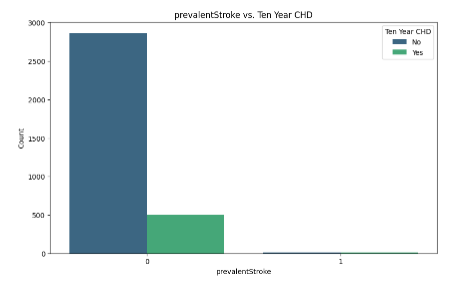 prevalentStroke vs. Ten Year CHD
Ten Year CHD
No
Yes
3000
2500
2000
1500
1000
500
0
Count
0
1
prevalentStroke